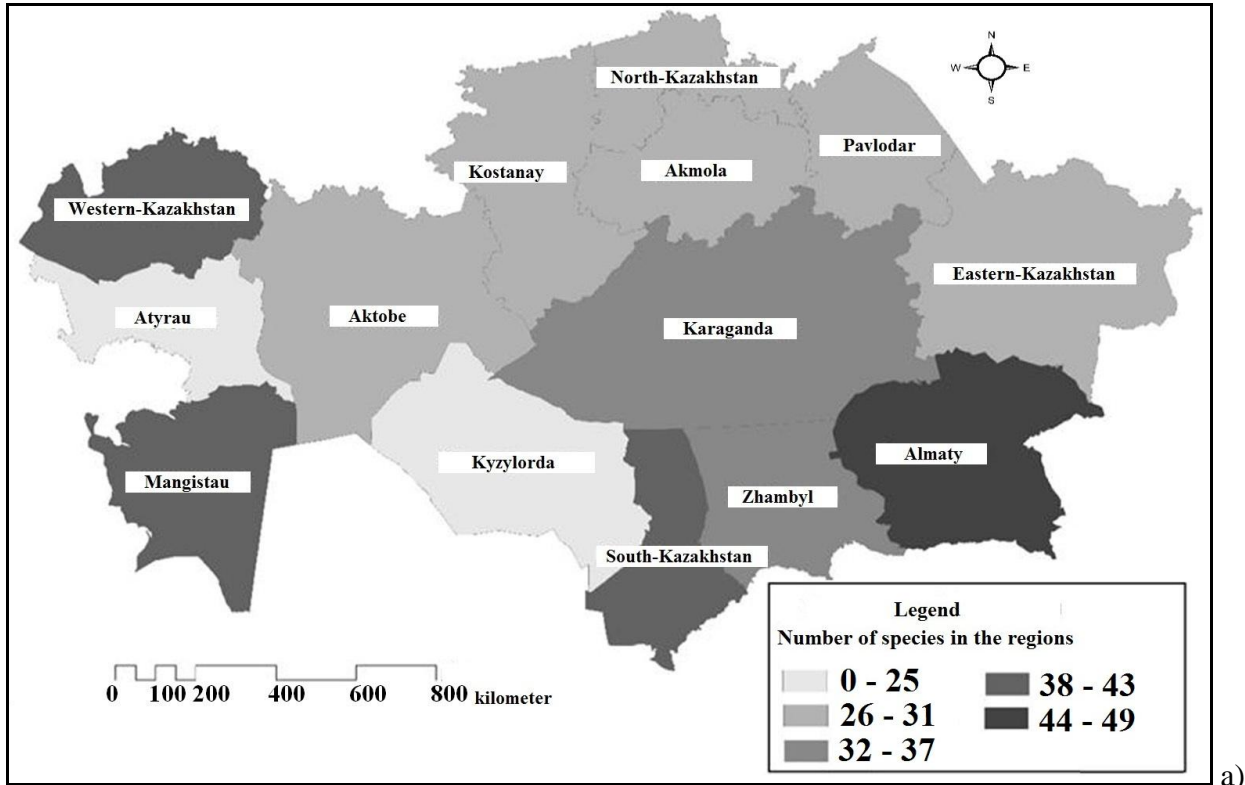 N
W E
S
North-Kazakhstan
Pavlodar
Kostanay
Akmola
Western-Kazakhstan
Eastern-Kazakhstan
Atyrau
Aktobe
Karaganda
Almaty
Kyzylorda
Mangistau
Zhambyl
South-Kazakhstan
Legend
Number of species in the regions
0 - 25
26 - 31
32 - 37
38 - 43
44 - 49
0 100 200 400 600 800 kilometer
a)